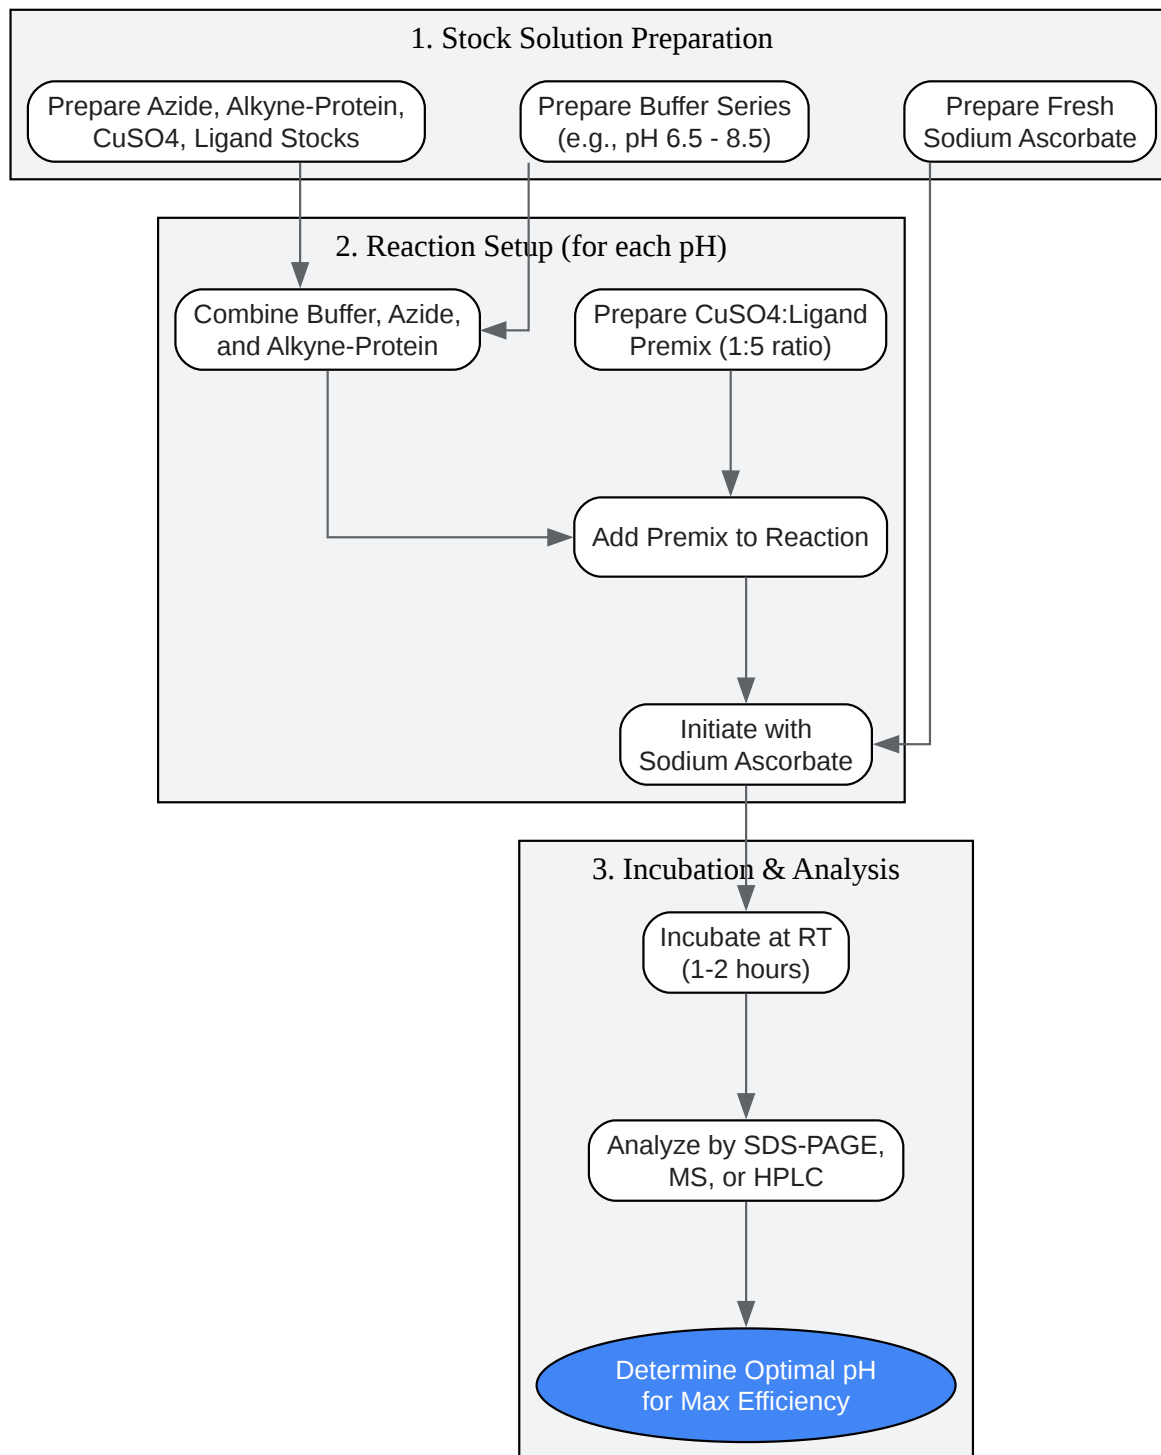 1. Stock Solution Preparation
Prepare Azide, Alkyne-Protein,
CuSO4, Ligand Stocks
Prepare Buffer Series
(e.g., pH 6.5 - 8.5)
Prepare Fresh
Sodium Ascorbate
2. Reaction Setup (for each pH)
Combine Buffer, Azide,
and Alkyne-Protein
Prepare CuSO4:Ligand
Premix (1:5 ratio)
Add Premix to Reaction
Initiate with
Sodium Ascorbate
3. Incubation & Analysis
Incubate at RT
(1-2 hours)
Analyze by SDS-PAGE,
MS, or HPLC
Determine Optimal pH
for Max Efficiency